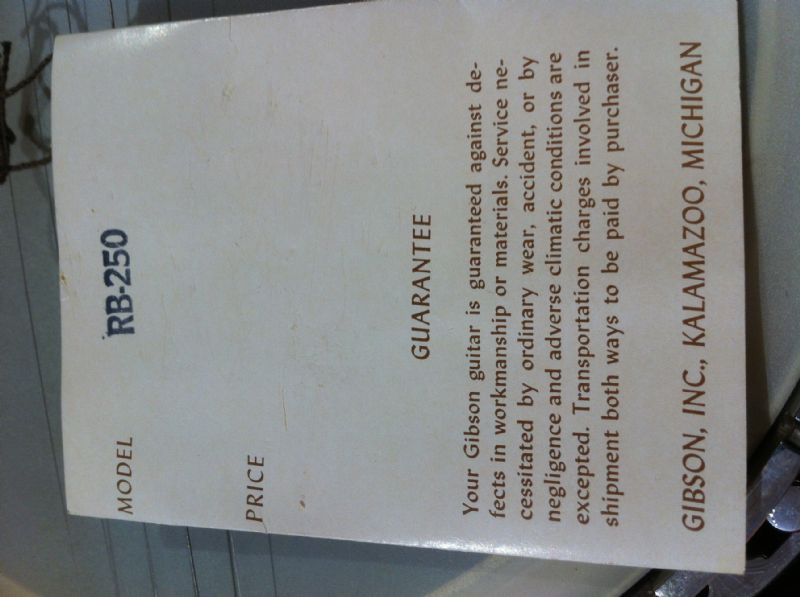 MODEL RB-250
PRICE
GUARANTEE
Your Gibson guitar is guaranteed against de-
fects in workmanship or materials. Service ne-
cessitated by ordinary wear, accident, or by
negligence and adverse climatic conditions are
excepted. Transportation charges involved in
shipment both ways to be paid by purchaser.
GIBSON, INC., KALAMAZOO, MICHIGAN